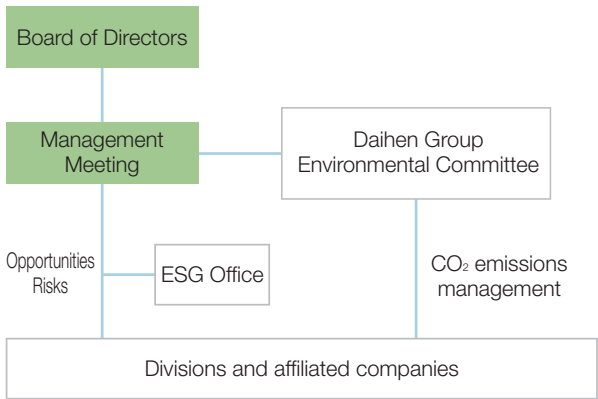 Board of Directors
Management
Meeting
Daihen Group
Environmental Committee
Opportunities
Risks
ESG Office
CO₂ emissions
management
Divisions and affiliated companies